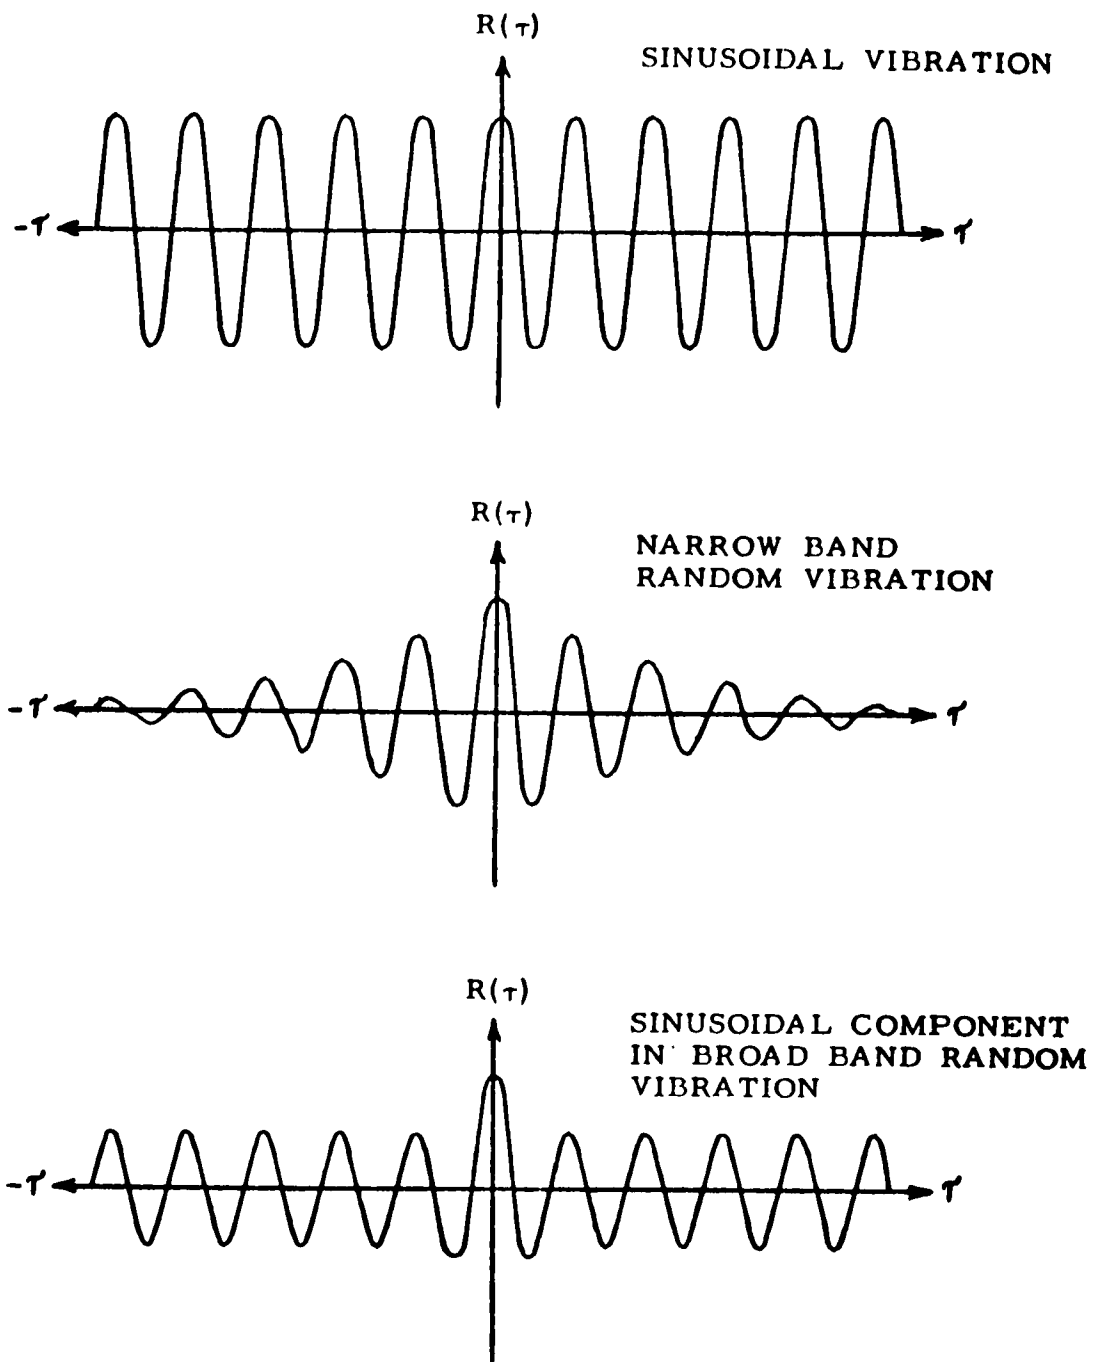 R(τ)
SINUSOIDAL VIBRATION
-τ
τ
R(τ)
NARROW BAND
RANDOM VIBRATION
-τ
τ
R(τ)
SINUSOIDAL COMPONENT
IN BROAD BAND RANDOM
VIBRATION
-τ
τ